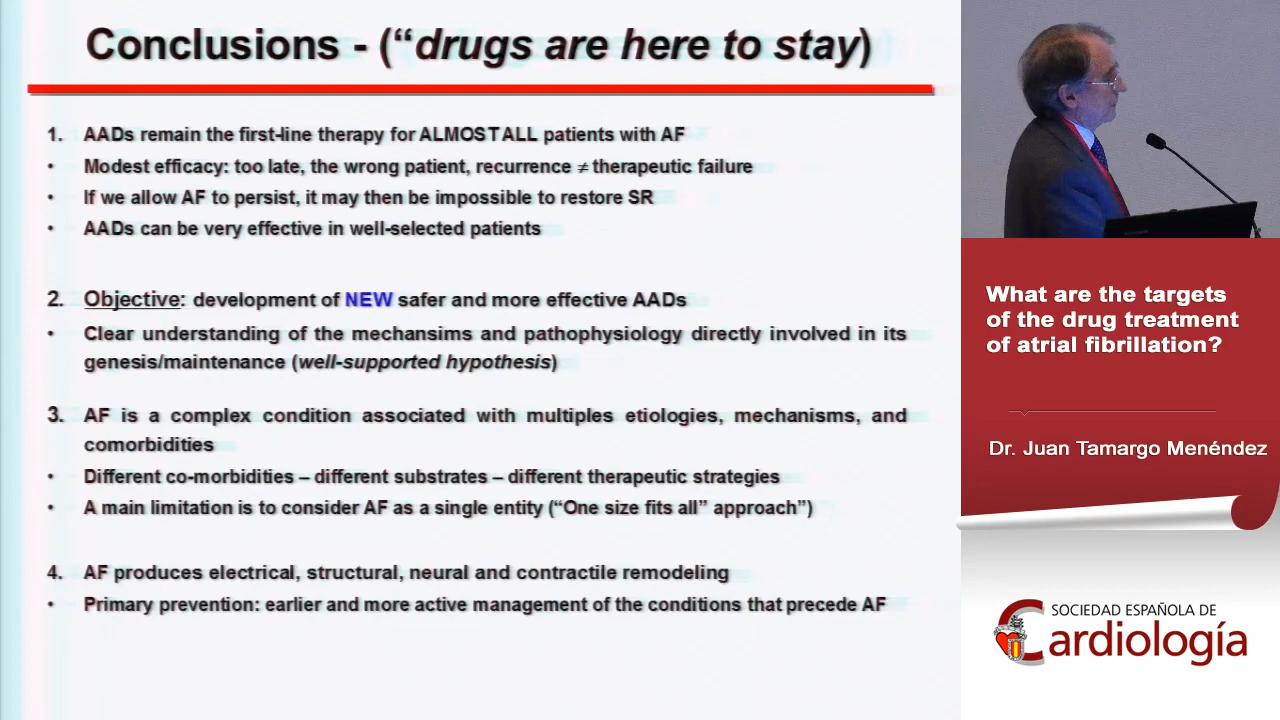 Conclusions - (“drugs are here to stay)
1. AADs remain the first-line therapy for ALMOST ALL patients with AF
• Modest efficacy: too late, the wrong patient, recurrence ≠ therapeutic failure
• If we allow AF to persist, it may then be impossible to restore SR
• AADs can be very effective in well-selected patients
2. Objective: development of NEW safer and more effective AADs
• Clear understanding of the mechansims and pathophysiology directly involved in its
genesis/maintenance (well-supported hypothesis)
3. AF is a complex condition associated with multiples etiologies, mechanisms, and
comorbidities
• Different co-morbidities – different substrates – different therapeutic strategies
• A main limitation is to consider AF as a single entity (“One size fits all” approach”)
4. AF produces electrical, structural, neural and contractile remodeling
• Primary prevention: earlier and more active management of the conditions that precede AF
What are the targets
of the drug treatment
of atrial fibrillation?
Dr. Juan Tamargo Menéndez
SOCIEDAD ESPAÑOLA DE
Cardiología